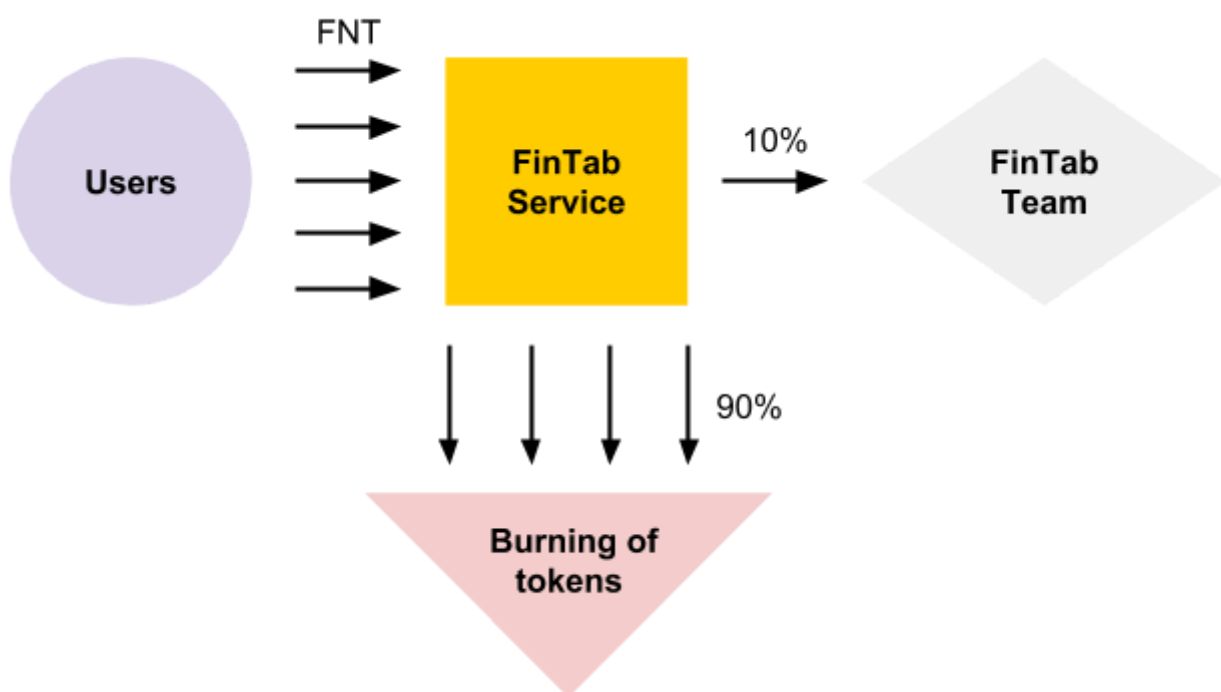 FNT
Users
FinTab
Service
10%
FinTab
Team
90%
Burning of
tokens